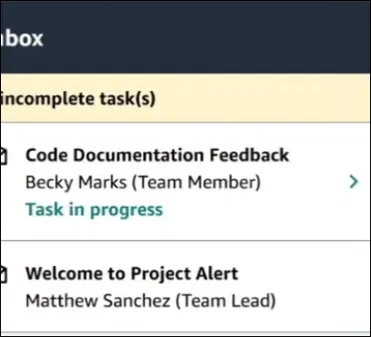 nbox
incomplete task(s)
Code Documentation Feedback
Becky Marks (Team Member)
Task in progress
Welcome to Project Alert
Matthew Sanchez (Team Lead)